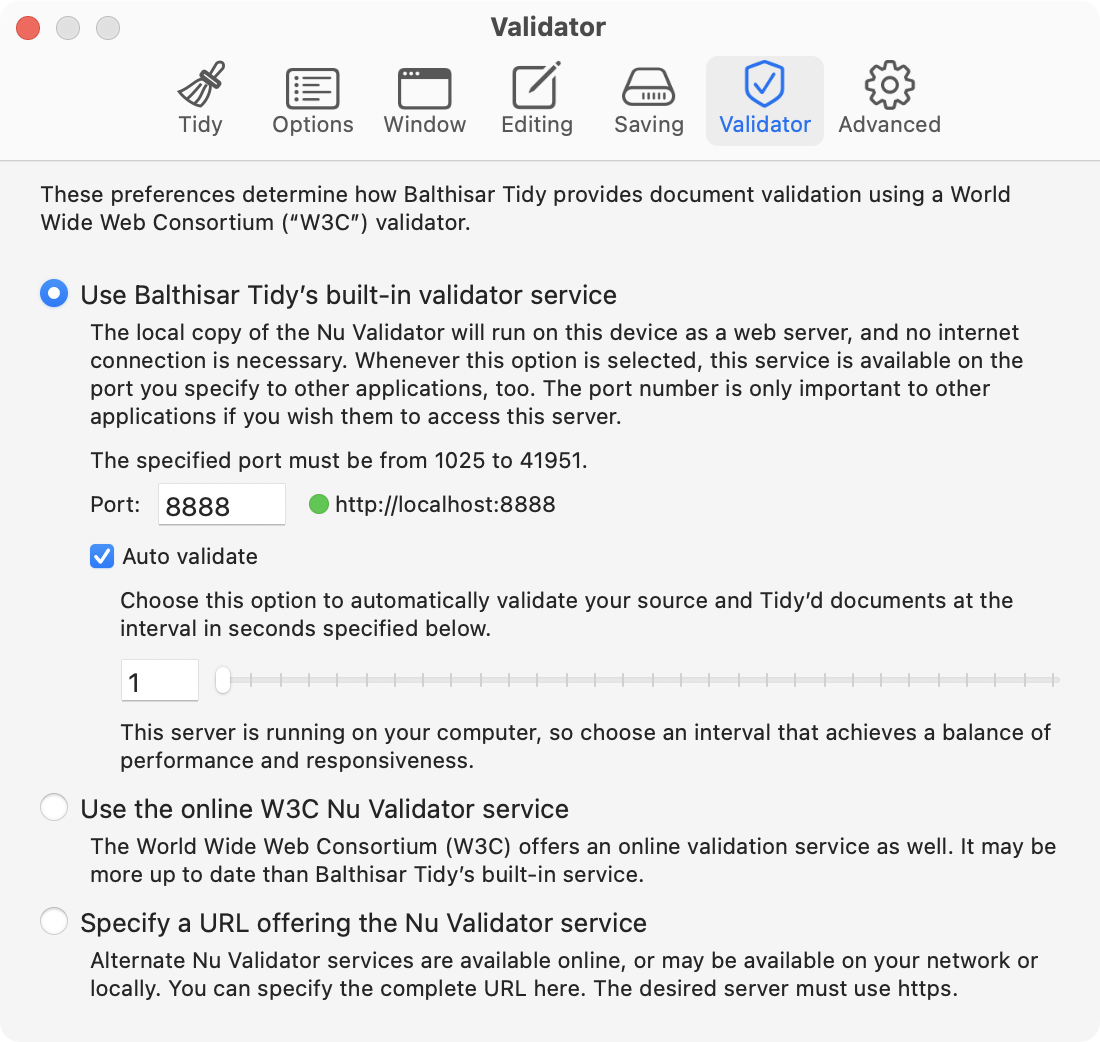 Validator
Tidy
Options
Window
Editing
Saving
Validator
Advanced
These preferences determine how Balthisar Tidy provides document validation using a World
Wide Web Consortium (“W3C”) validator.
Use Balthisar Tidy’s built-in validator service
The local copy of the Nu Validator will run on this device as a web server, and no internet
connection is necessary. Whenever this option is selected, this service is available on the
port you specify to other applications, too. The port number is only important to other
applications if you wish them to access this server.
The specified port must be from 1025 to 41951.
Port: 8888 http://localhost:8888
Auto validate
Choose this option to automatically validate your source and Tidy’d documents at the
interval in seconds specified below.
1
This server is running on your computer, so choose an interval that achieves a balance of
performance and responsiveness.
Use the online W3C Nu Validator service
The World Wide Web Consortium (W3C) offers an online validation service as well. It may be
more up to date than Balthisar Tidy’s built-in service.
Specify a URL offering the Nu Validator service
Alternate Nu Validator services are available online, or may be available on your network or
locally. You can specify the complete URL here. The desired server must use https.